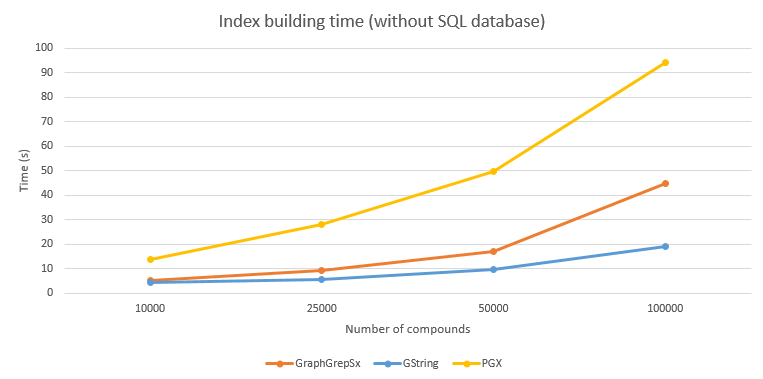 Index building time (without SQL database)
100
90
80
70
60
50
40
30
20
10
0
Time (s)
10000 25000 50000 100000
Number of compounds
GraphGrepSx GString PGX